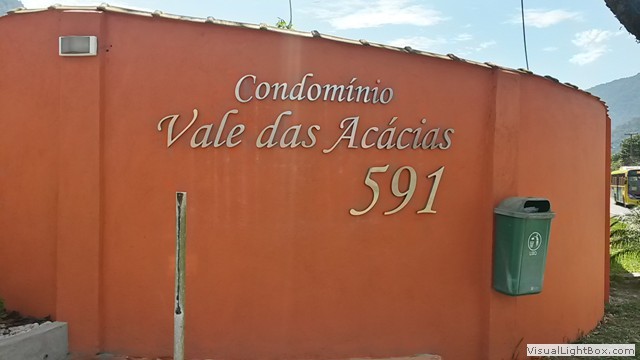 Condomínio
Vale das Acácias
591
VisualLightBox.com